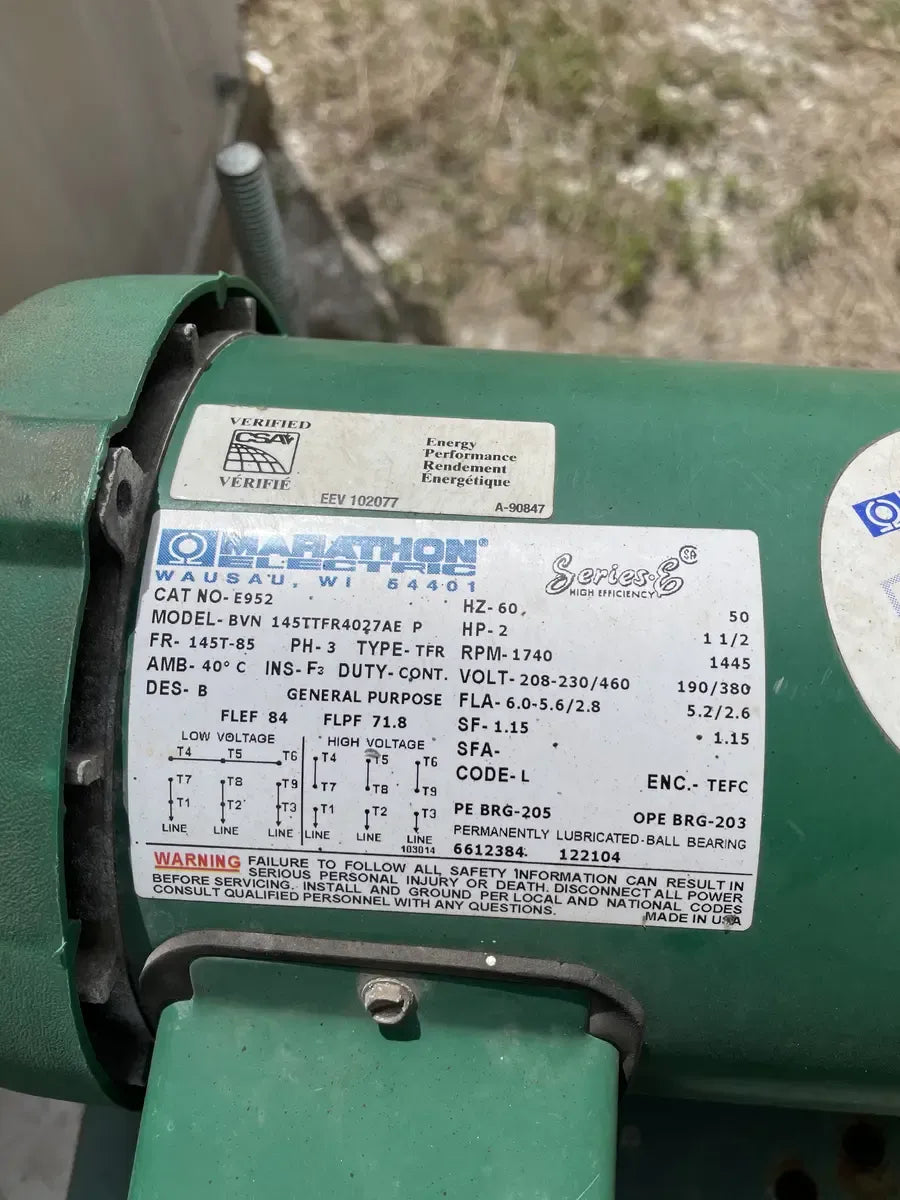 VERIFIED
CSA
VÉRIFIÉ
Energy
Performance
Rendement
Énergétique
EEV 102077
A-90847
MARATHON®
ELECTRIC
WAUSAU, WI 54401
Series·E
HIGH EFFICIENCY
CAT NO- E952 HZ- 60 50
MODEL- BVN 145TTFR4027AE P HP- 2 1 1/2
FR- 145T-85 PH- 3 TYPE- TFR RPM- 1740 1445
AMB- 40° C INS- F3 DUTY- CONT. VOLT- 208-230/460 190/380
DES- B GENERAL PURPOSE FLA- 6.0-5.6/2.8 5.2/2.6
FLEF 84 FLPF 71.8 SF- 1.15 1.15
SFA-
CODE- L ENC.- TEFC
LOW VOLTAGE HIGH VOLTAGE
T4 T5 T6 T4 T5 T6
T7 T8 T9 T7 T8 T9
T1 T2 T3 T1 T2 T3
LINE LINE LINE LINE LINE LINE
103014
PE BRG-205 OPE BRG-203
PERMANENTLY LUBRICATED-BALL BEARING
6612384 122104
WARNING FAILURE TO FOLLOW ALL SAFETY INFORMATION CAN RESULT IN
SERIOUS PERSONAL INJURY OR DEATH. DISCONNECT ALL POWER
BEFORE SERVICING. INSTALL AND GROUND PER LOCAL AND NATIONAL CODES
CONSULT QUALIFIED PERSONNEL WITH ANY QUESTIONS. MADE IN USA